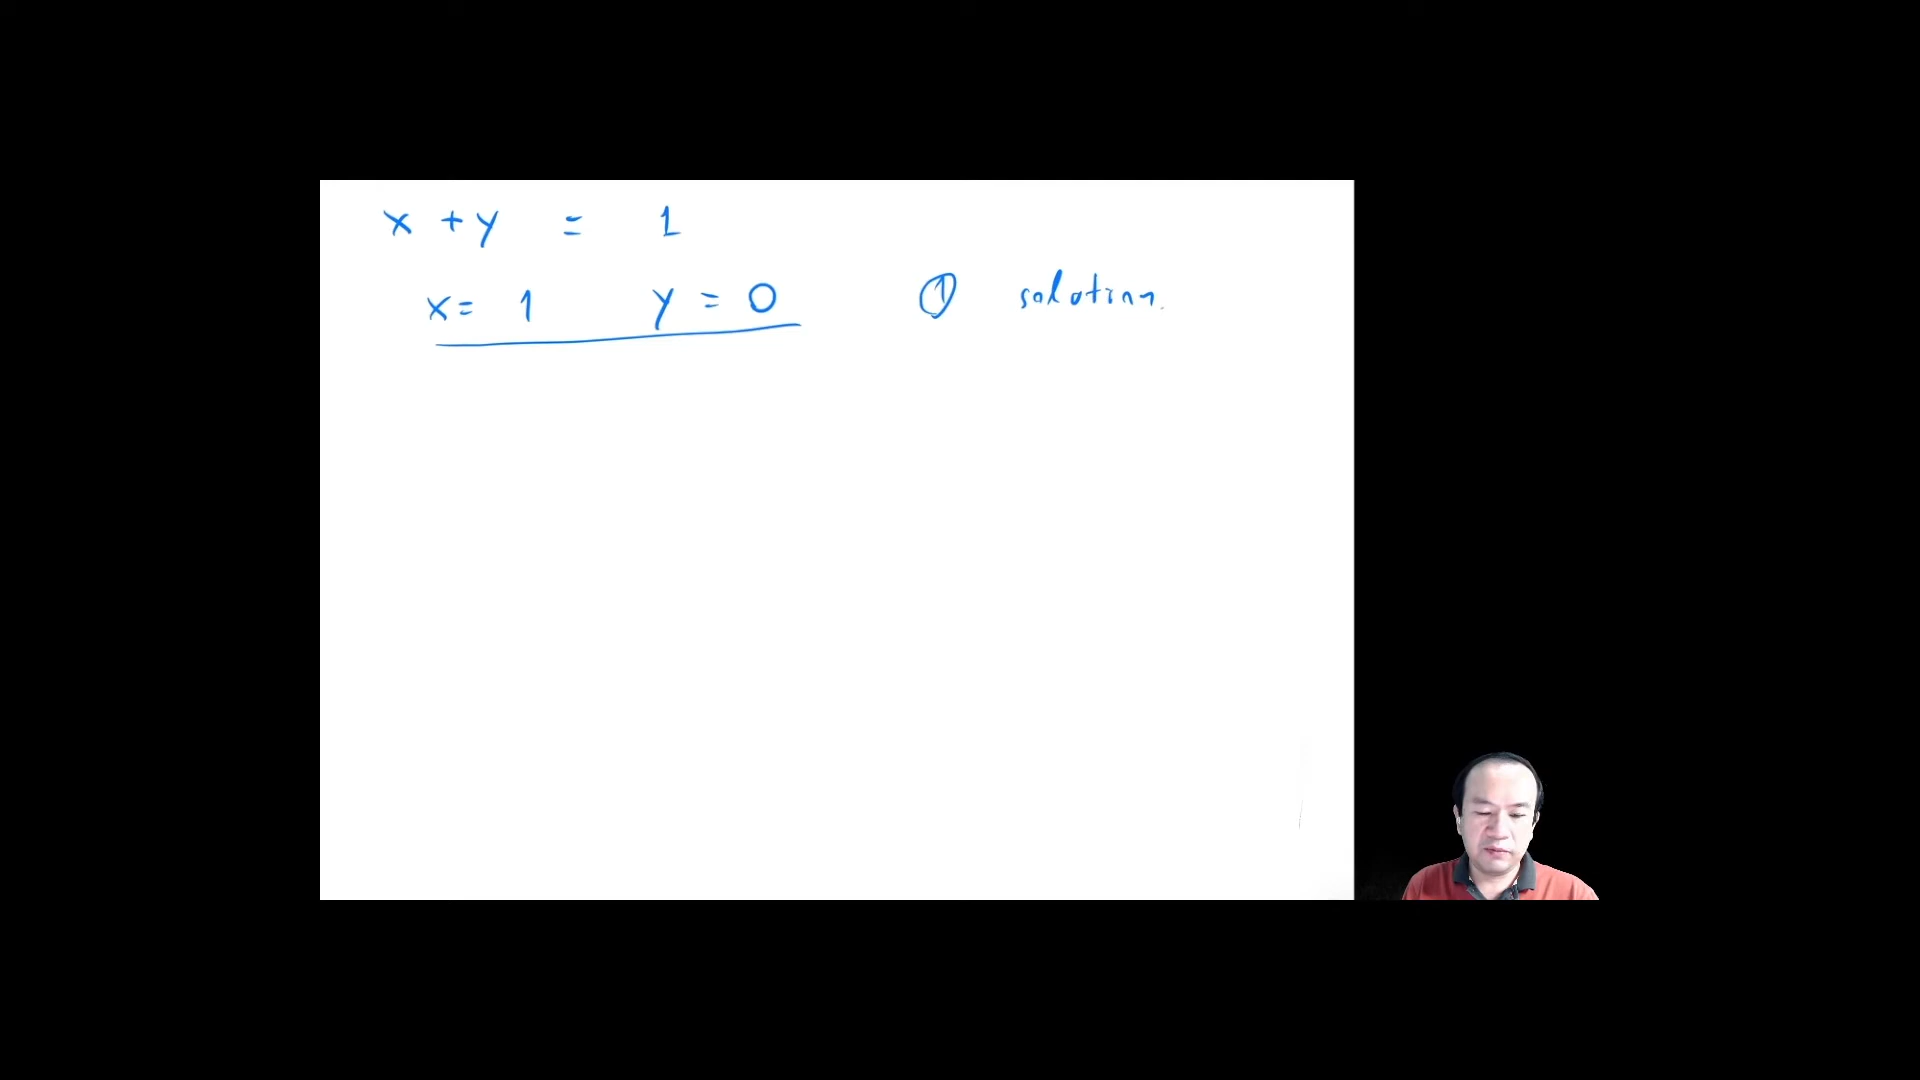 x + y = 1
x = 1 y = 0 ① solution.